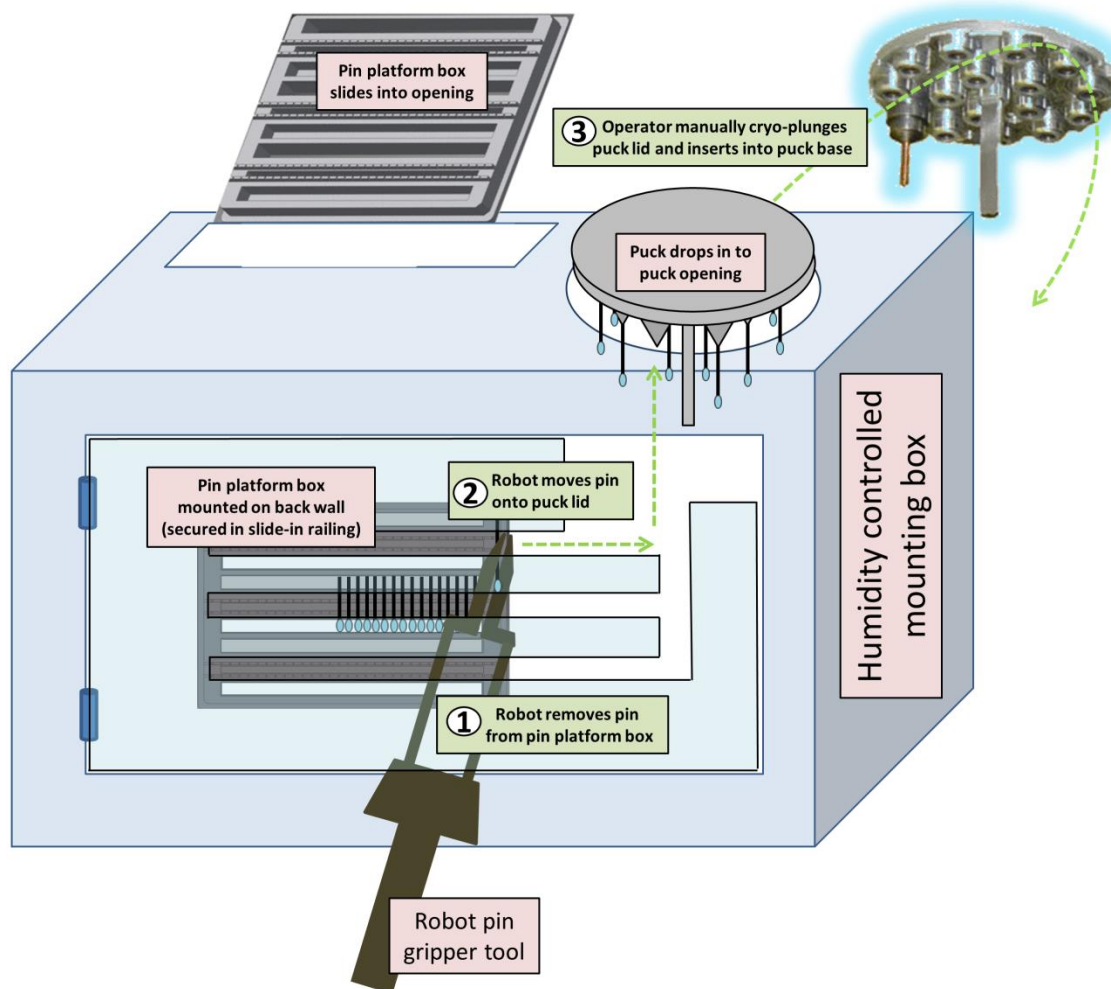 Pin platform box
slides into opening
③ Operator manually cryo-plunges
puck lid and inserts into puck base
Puck drops in to
puck opening
Pin platform box
mounted on back wall
(secured in slide-in railing)
② Robot moves pin
onto puck lid
Humidity controlled
mounting box
① Robot removes pin
from pin platform box
Robot pin
gripper tool